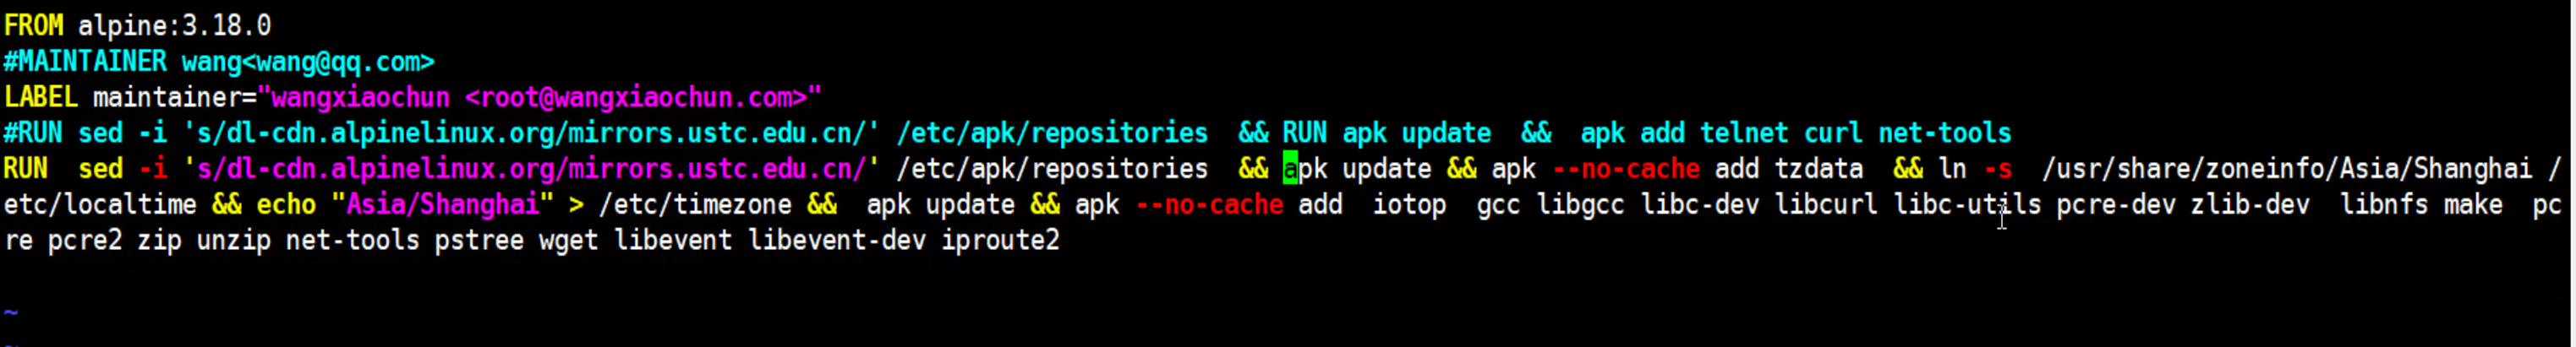 FROM alpine:3.18.0
#MAINTAINER wang<wang@qq.com>
LABEL maintainer="wangxiaochun <root@wangxiaochun.com>"
#RUN sed -i 's/dl-cdn.alpinelinux.org/mirrors.ustc.edu.cn/' /etc/apk/repositories  && RUN apk update  &&  apk add telnet curl net-tools
RUN  sed -i 's/dl-cdn.alpinelinux.org/mirrors.ustc.edu.cn/' /etc/apk/repositories  && apk update && apk --no-cache add tzdata  && ln -s  /usr/share/zoneinfo/Asia/Shanghai /
etc/localtime && echo "Asia/Shanghai" > /etc/timezone &&  apk update && apk --no-cache add  iotop  gcc libgcc libc-dev libcurl libc-utils pcre-dev zlib-dev  libnfs make  pc
re pcre2 zip unzip net-tools pstree wget libevent libevent-dev iproute2
~